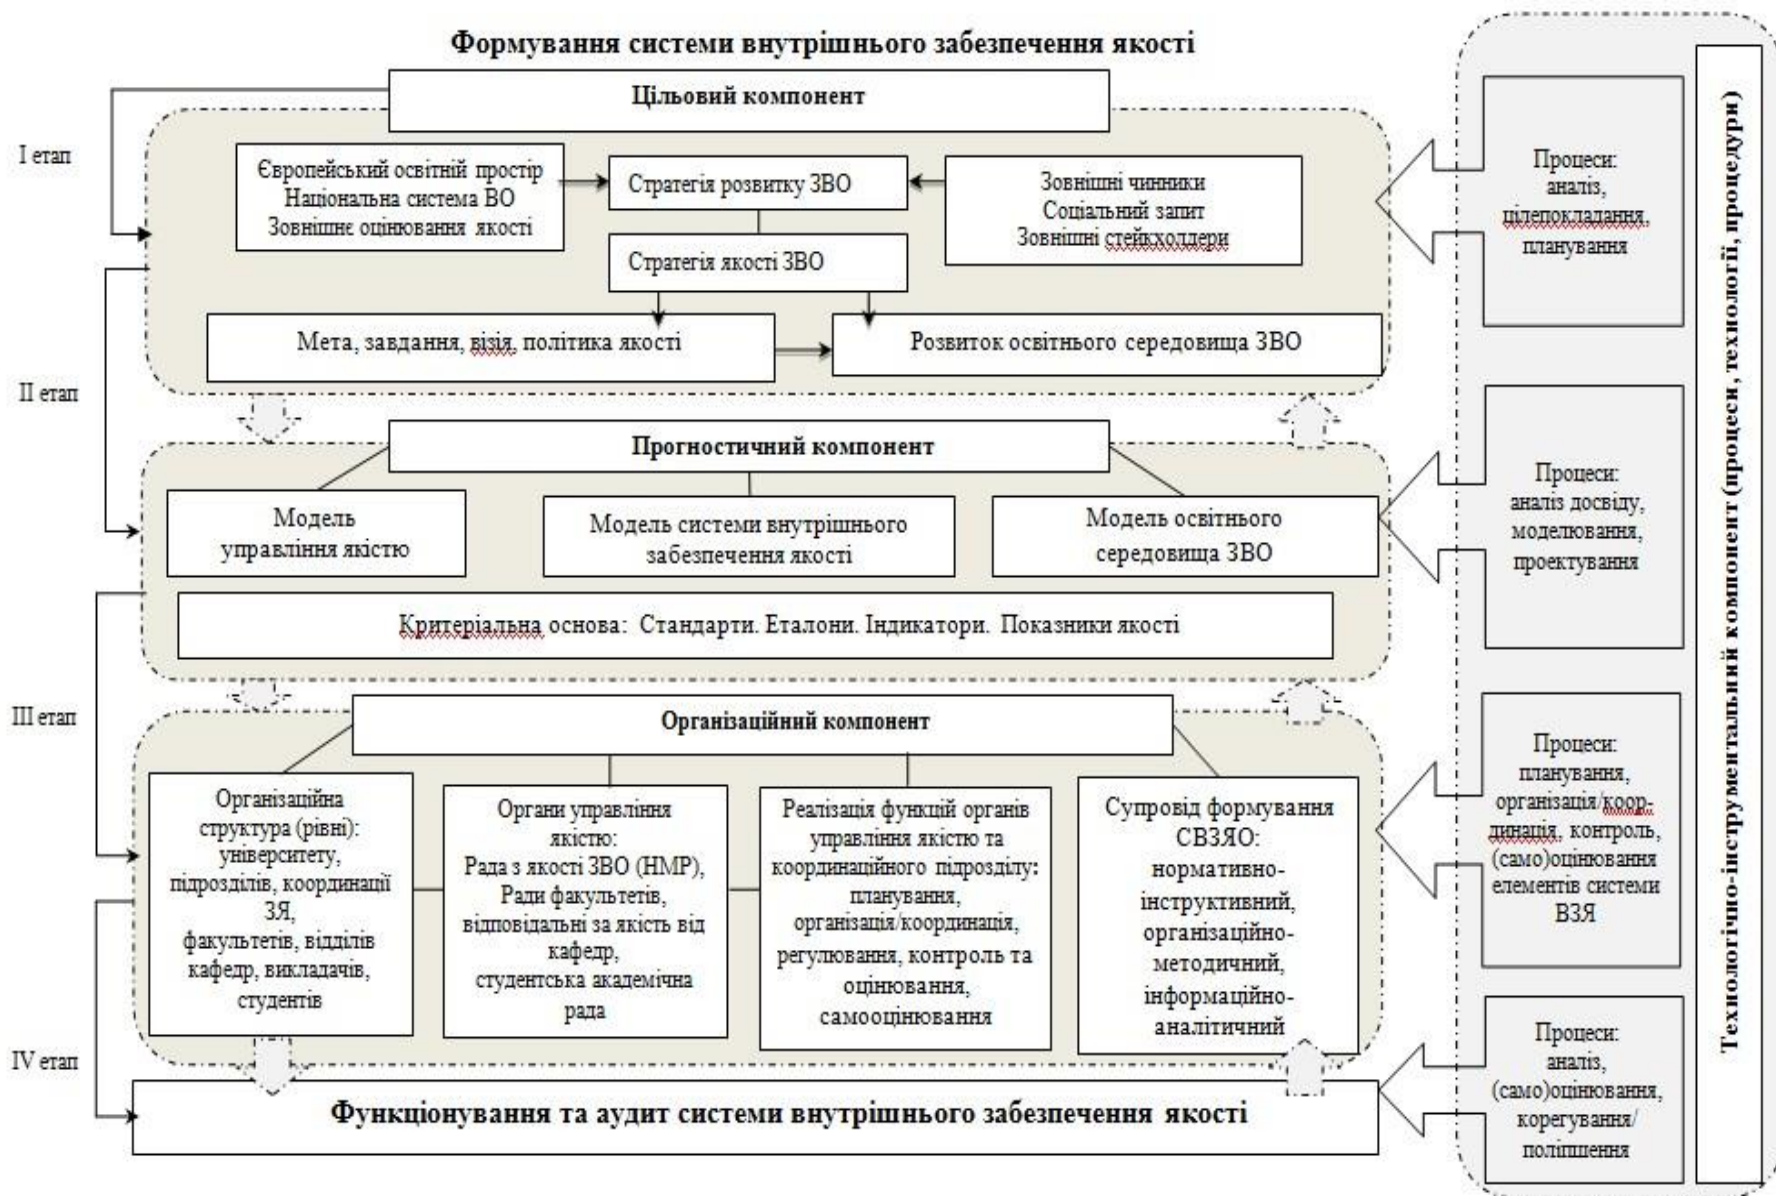 Формування системи внутрішнього забезпечення якості
Цільовий компонент
І етап
Європейський освітній простір
Національна система ВО
Зовнішнє оцінювання якості
Стратегія розвитку ЗВО
Зовнішні чинники
Соціальний запит
Зовнішні стейкхолдери
Стратегія якості ЗВО
Мета, завдання, візія, політика якості
Розвиток освітнього середовища ЗВО
Процеси:
аналіз,
цілепокладання,
планування
ІІ етап
Прогностичний компонент
Модель
управління якістю
Модель системи внутрішнього
забезпечення якості
Модель освітнього
середовища ЗВО
Критеріальна основа: Стандарти. Еталони. Індикатори. Показники якості
Процеси:
аналіз досвіду,
моделювання,
проектування
ІІІ етап
Організаційний компонент
Організаційна
структура (рівні):
університету,
підрозділів, координації
ЗЯ,
факультетів, відділів
кафедр, викладачів,
студентів
Органи управління
якістю:
Рада з якості ЗВО (НМР),
Ради факультетів,
відповідальні за якість від
кафедр,
студентська академічна
рада
Реалізація функцій органів
управління якістю та
координаційного підрозділу:
планування,
організація/координація,
регулювання, контроль та
оцінювання,
самооцінювання
Супровід формування
СВЗЯО:
нормативно-
інструктивний,
організаційно-
методичний,
інформаційно-
аналітичний
Процеси:
планування,
організація/коор-
динація, контроль,
(само)оцінювання
елементів системи
ВЗЯ
IV етап
Функціонування та аудит системи внутрішнього забезпечення якості
Процеси:
аналіз,
(само)оцінювання,
корегування/
поліпшення
Технологічно-інструментальний компонент (процеси, технології, процедури)